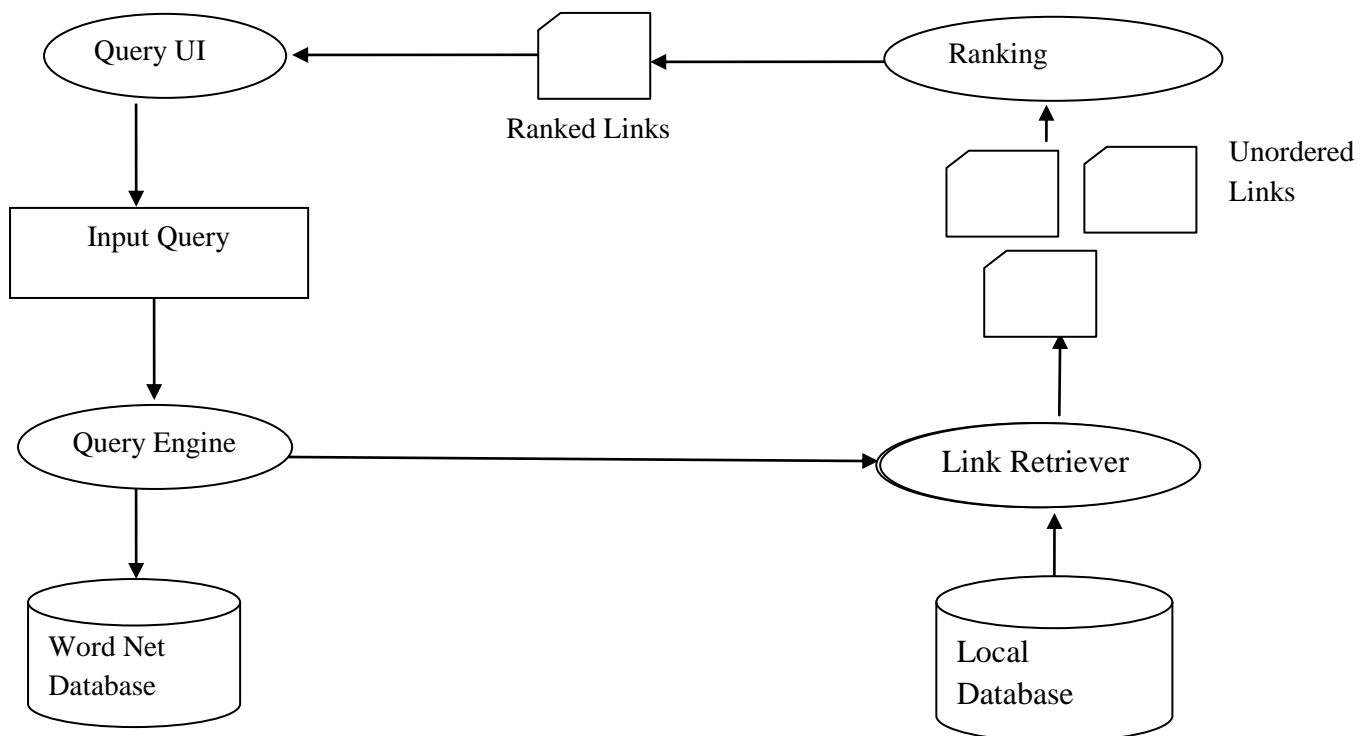 Query UI
Ranking
Ranked Links
Unordered
Links
Input Query
Query Engine
Link Retriever
Word Net
Database
Local
Database